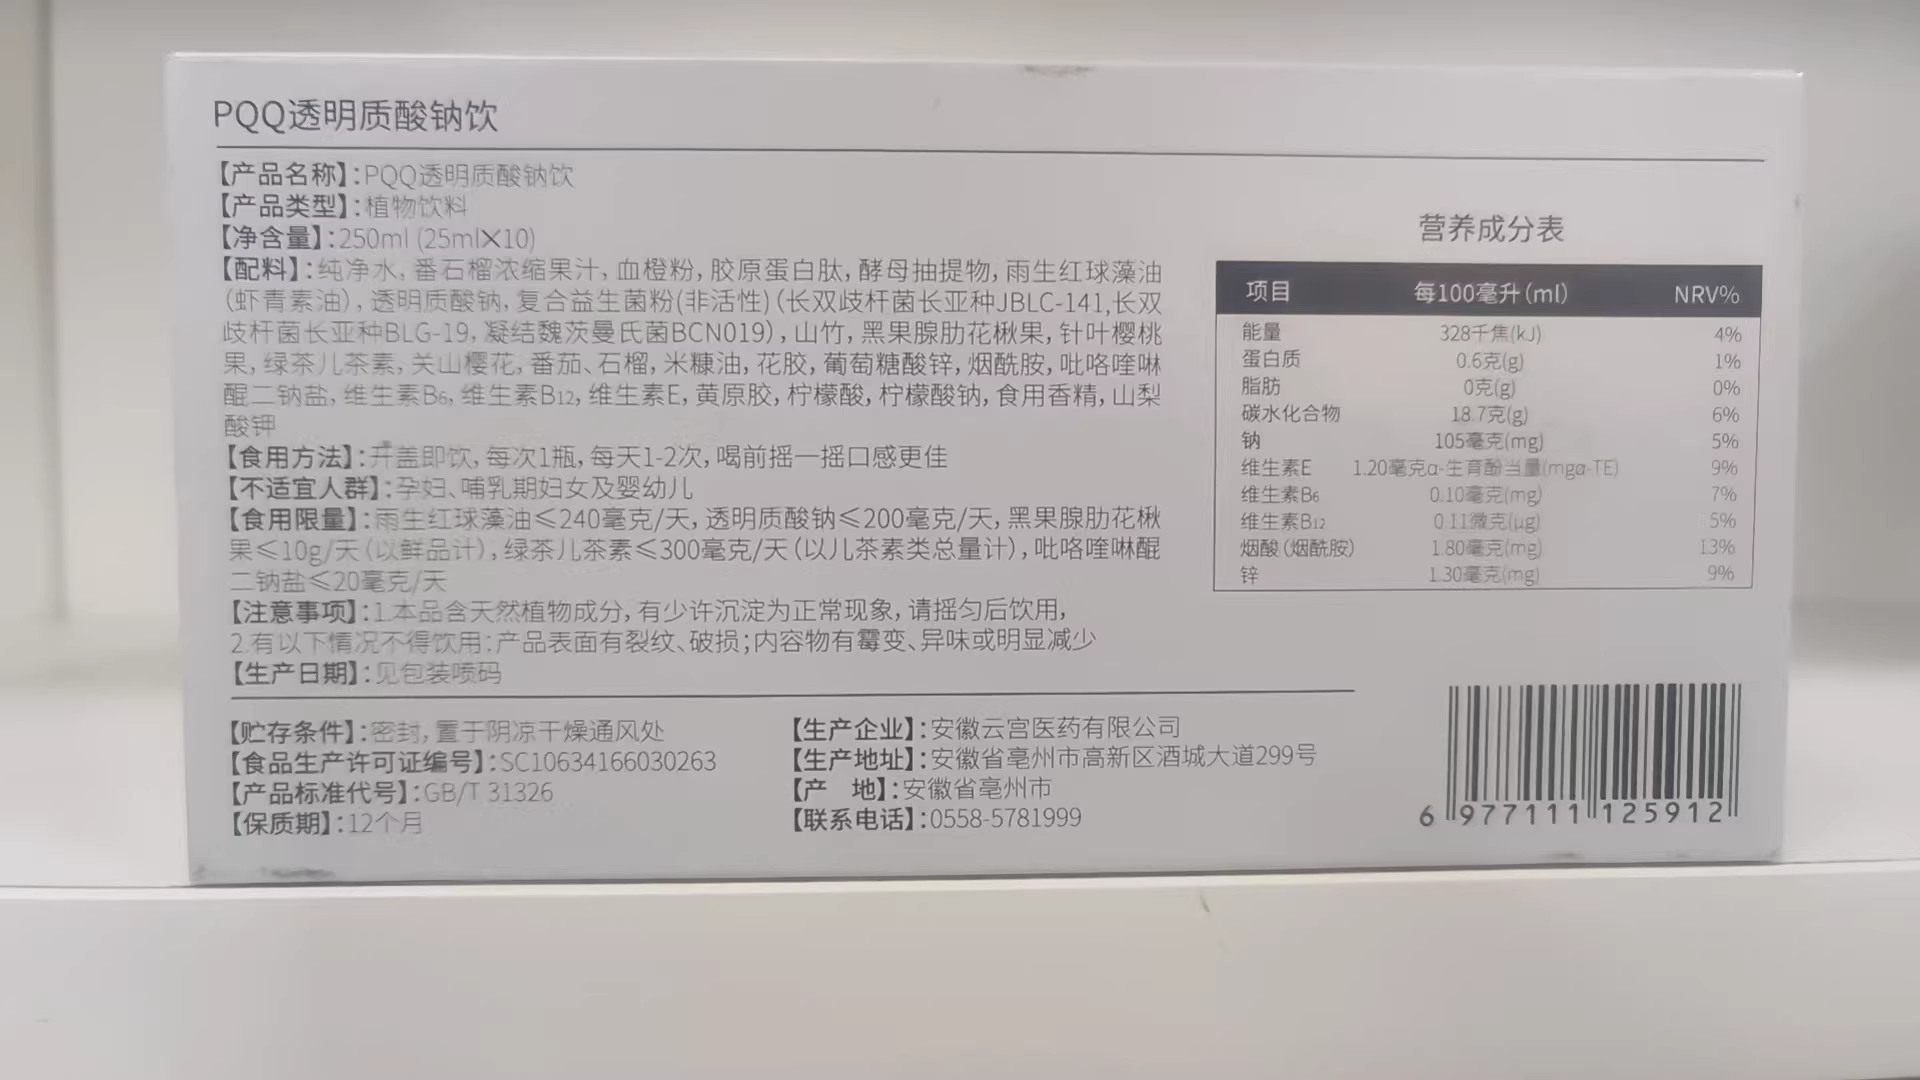 PQQ透明质酸钠饮
【产品名称】：PQQ透明质酸钠饮
【产品类型】：植物饮料
【净含量】：250ml (25ml×10)
【配料】：纯净水，番石榴浓缩果汁，血橙粉，胶原蛋白肽，酵母抽提物，雨生红球藻油
（虾青素油），透明质酸钠，复合益生菌粉(非活性)（长双歧杆菌长亚种JBLC-141,长双
歧杆菌长亚种BLG-19，凝结魏茨曼氏菌BCN019），山竹，黑果腺肋花楸果，针叶樱桃
果，绿茶儿茶素，关山樱花，番茄、石榴，米糠油，花胶，葡萄糖酸锌，烟酰胺，吡咯喹啉
醌二钠盐，维生素B6，维生素B12，维生素E，黄原胶，柠檬酸，柠檬酸钠，食用香精，山梨
酸钾
【食用方法】：开盖即饮，每次1瓶，每天1-2次，喝前摇一摇口感更佳
【不适宜人群】：孕妇、哺乳期妇女及婴幼儿
【食用限量】：雨生红球藻油≤240毫克/天，透明质酸钠≤200毫克/天，黑果腺肋花楸
果≤10g/天（以鲜品计），绿茶儿茶素≤300毫克/天（以儿茶素类总量计），吡咯喹啉醌
二钠盐≤20毫克/天
【注意事项】：1.本品含天然植物成分，有少许沉淀为正常现象，请摇匀后饮用，
2.有以下情况不得饮用：产品表面有裂纹、破损；内容物有霉变、异味或明显减少
【生产日期】：见包装喷码
【贮存条件】：密封，置于阴凉干燥通风处
【食品生产许可证编号】：SC10634166030263
【产品标准代号】：GB/T 31326
【保质期】：12个月
【生产企业】：安徽云宫医药有限公司
【生产地址】：安徽省亳州市高新区酒城大道299号
【产 地】：安徽省亳州市
【联系电话】：0558-5781999
营养成分表
项目 每100毫升（ml） NRV%
能量 328千焦(kJ) 4%
蛋白质 0.6克(g) 1%
脂肪 0克(g) 0%
碳水化合物 18.7克(g) 6%
钠 105毫克(mg) 5%
维生素E 1.20毫克α-生育酚当量(mgα-TE) 9%
维生素B6 0.10毫克(mg) 7%
维生素B12 0.11微克(μg) 5%
烟酸（烟酰胺） 1.80毫克(mg) 13%
锌 1.30毫克(mg) 9%
6 977111 125912